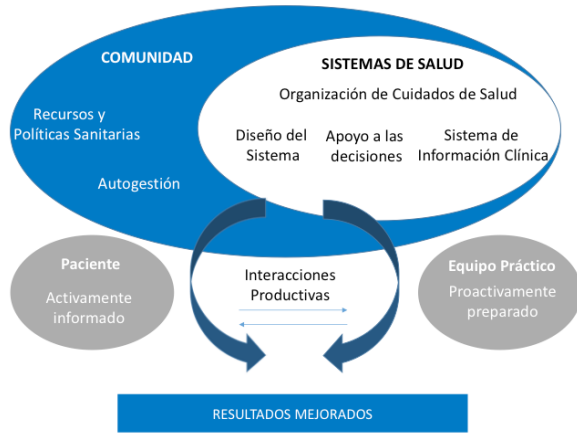 COMUNIDAD
SISTEMAS DE SALUD
Organización de Cuidados de Salud
Recursos y
Políticas Sanitarias
Diseño del
Sistema
Apoyo a las
decisiones
Sistema de
Información Clínica
Autogestión
Paciente
Activamente
informado
Interacciones
Productivas
Equipo Práctico
Proactivamente
preparado
RESULTADOS MEJORADOS